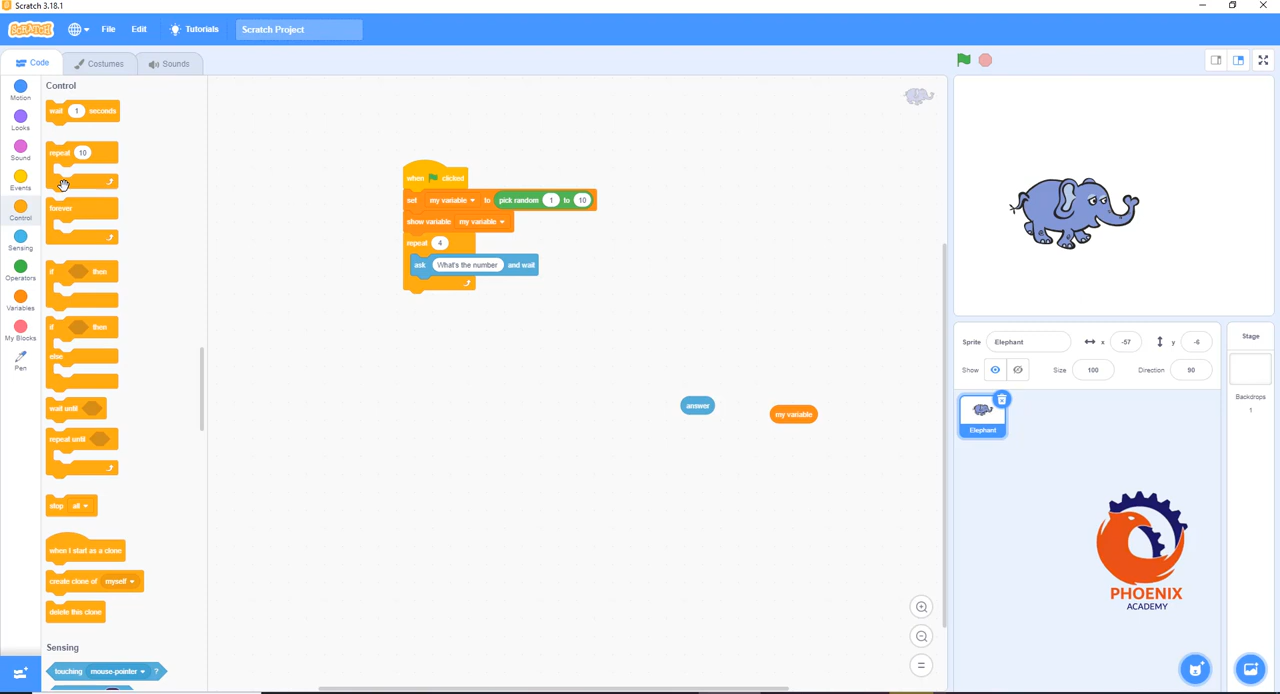 Scratch 3.18.1
SCRATCH File Edit Tutorials Scratch Project
Code Costumes Sounds
Motion
Looks
Sound
Events
Control
Sensing
Operators
Variables
My Blocks
Pen
Control
wait 1 seconds
repeat 10
forever
if then
if then
else
wait until
repeat until
stop all
when I start as a clone
create clone of myself
delete this clone
Sensing
touching mouse-pointer ?
when clicked
set my variable to pick random 1 to 10
show variable my variable
repeat 4
ask What's the number and wait
answer
my variable
Sprite Elephant x -57 y -6
Show Size 100 Direction 90
Elephant
Stage
Backdrops
1
PHOENIX
ACADEMY